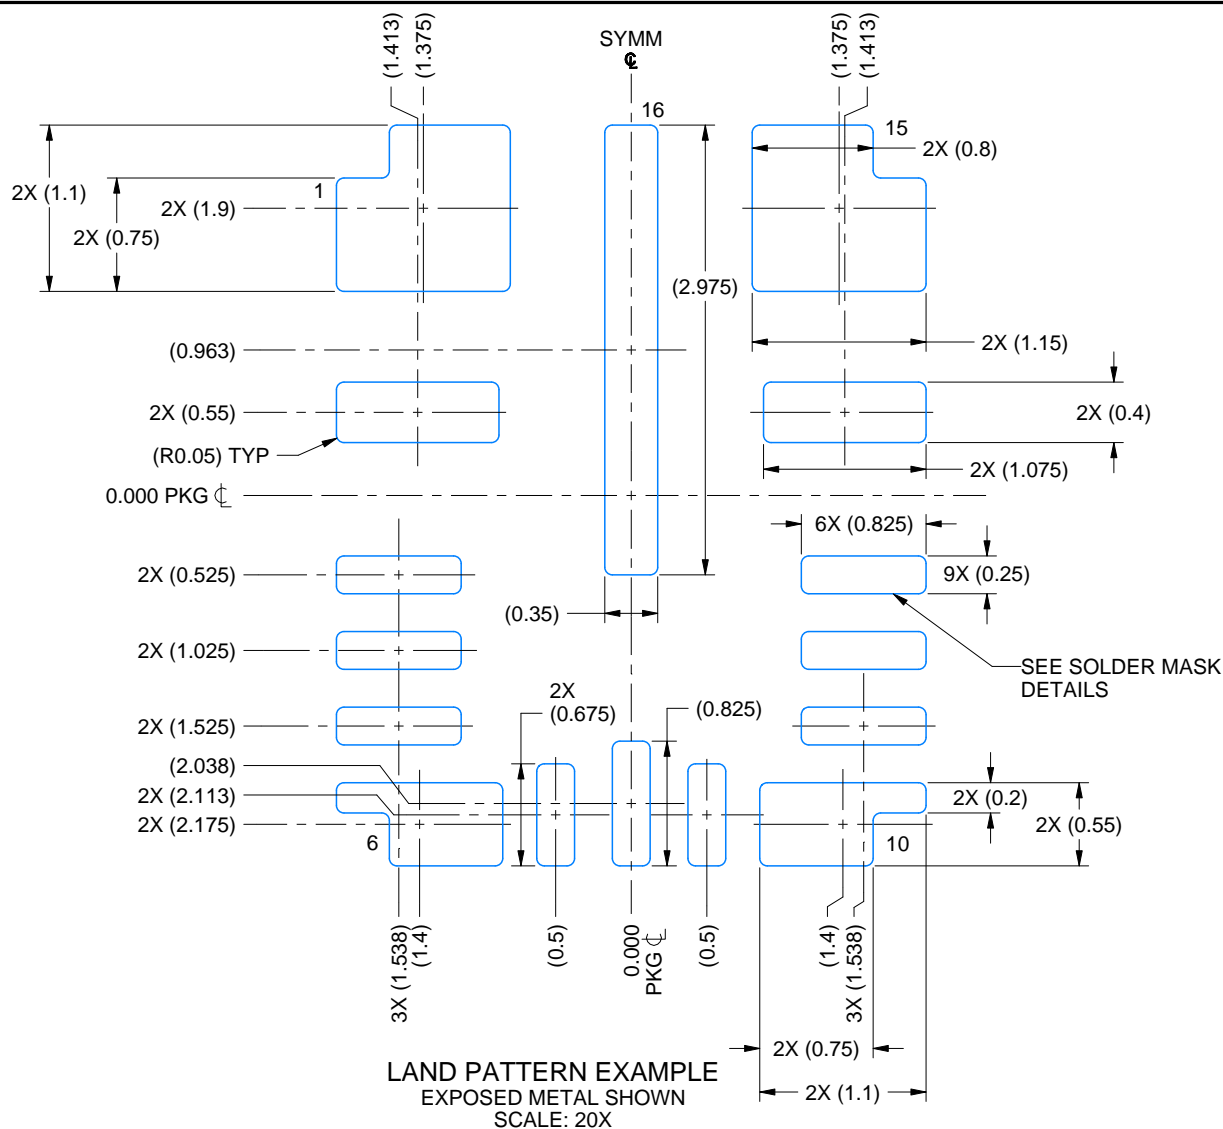 (1.413)
(1.375)
SYMM
℄
(1.375)
(1.413)
16
15
2X (0.8)
2X (1.1)
1
2X (1.9)
2X (0.75)
(2.975)
2X (1.15)
(0.963)
2X (0.55)
2X (0.4)
(R0.05) TYP
2X (1.075)
0.000 PKG ℄
6X (0.825)
2X (0.525)
9X (0.25)
(0.35)
2X (1.025)
SEE SOLDER MASK
DETAILS
2X
(0.675)
(0.825)
2X (1.525)
(2.038)
2X (2.113)
2X (2.175)
2X (0.2)
2X (0.55)
6
10
3X (1.538)
(1.4)
(0.5)
0.000
PKG ℄
(0.5)
(1.4)
3X (1.538)
2X (0.75)
2X (1.1)
LAND PATTERN EXAMPLE
EXPOSED METAL SHOWN
SCALE: 20X